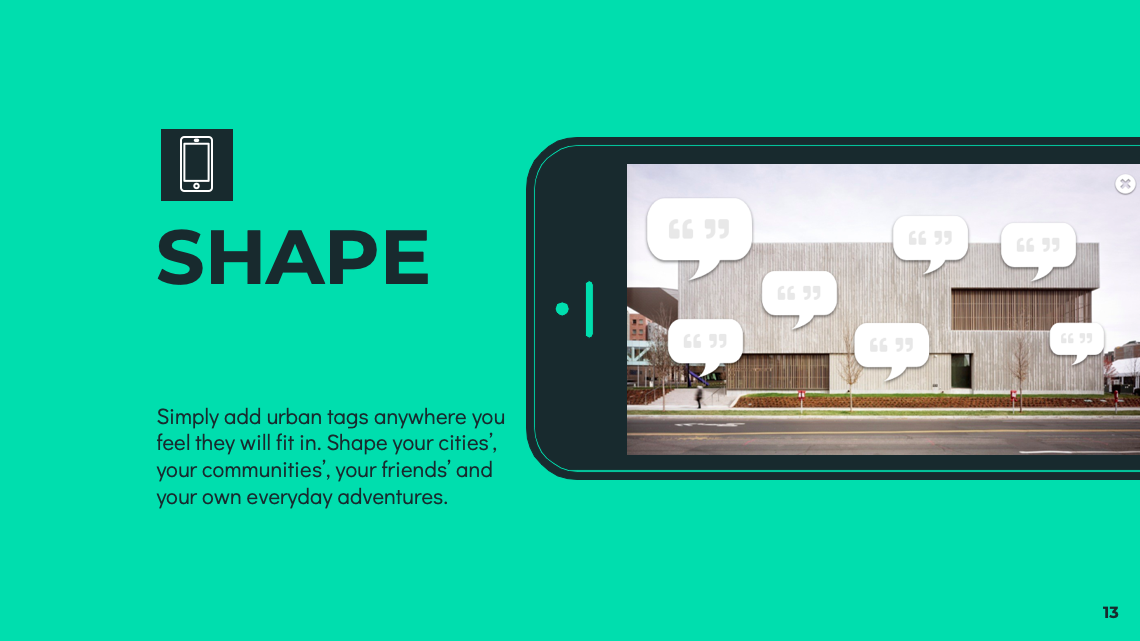 SHAPE
Simply add urban tags anywhere you
feel they will fit in. Shape your cities’,
your communities’, your friends’ and
your own everyday adventures.
13